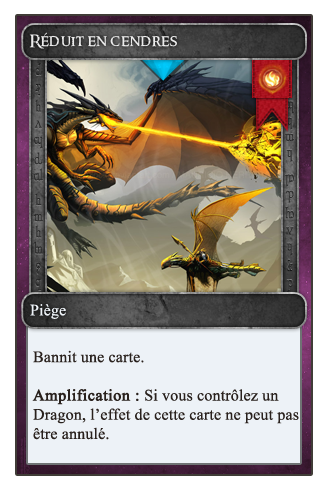 Réduit en cendres
Piège
Bannit une carte.
Amplification : Si vous contrôlez un
Dragon, l'effet de cette carte ne peut pas
être annulé.